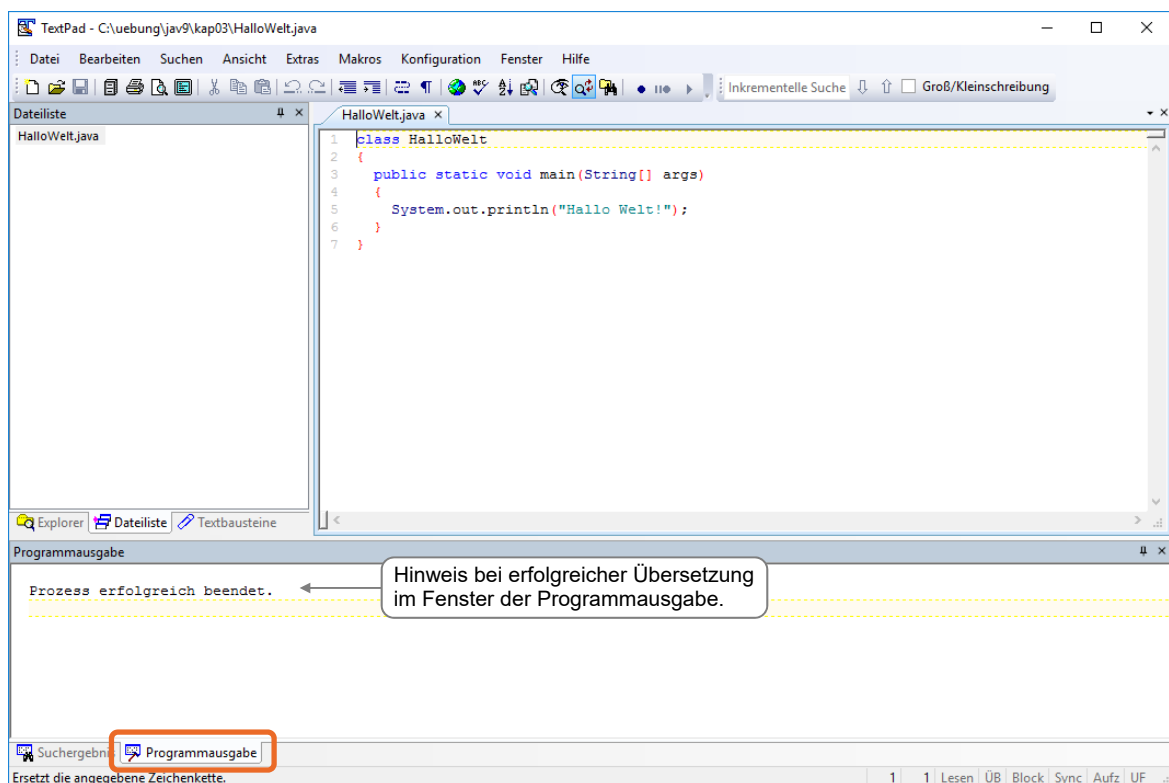 TextPad - C:\uebung\jav9\kap03\HalloWelt.java
Datei Bearbeiten Suchen Ansicht Extras Makros Konfiguration Fenster Hilfe
Inkrementelle Suche Groß/Kleinschreibung
Dateiliste
HalloWelt.java
HalloWelt.java
1 class HalloWelt
2 {
3 public static void main(String[] args)
4 {
5 System.out.println("Hallo Welt!");
6 }
7 }
Explorer Dateiliste Textbausteine
Programmausgabe
Prozess erfolgreich beendet.
Hinweis bei erfolgreicher Übersetzung
im Fenster der Programmausgabe.
Suchergebni Programmausgabe
Ersetzt die angegebene Zeichenkette.
1 1 Lesen ÜB Block Sync Aufz UF